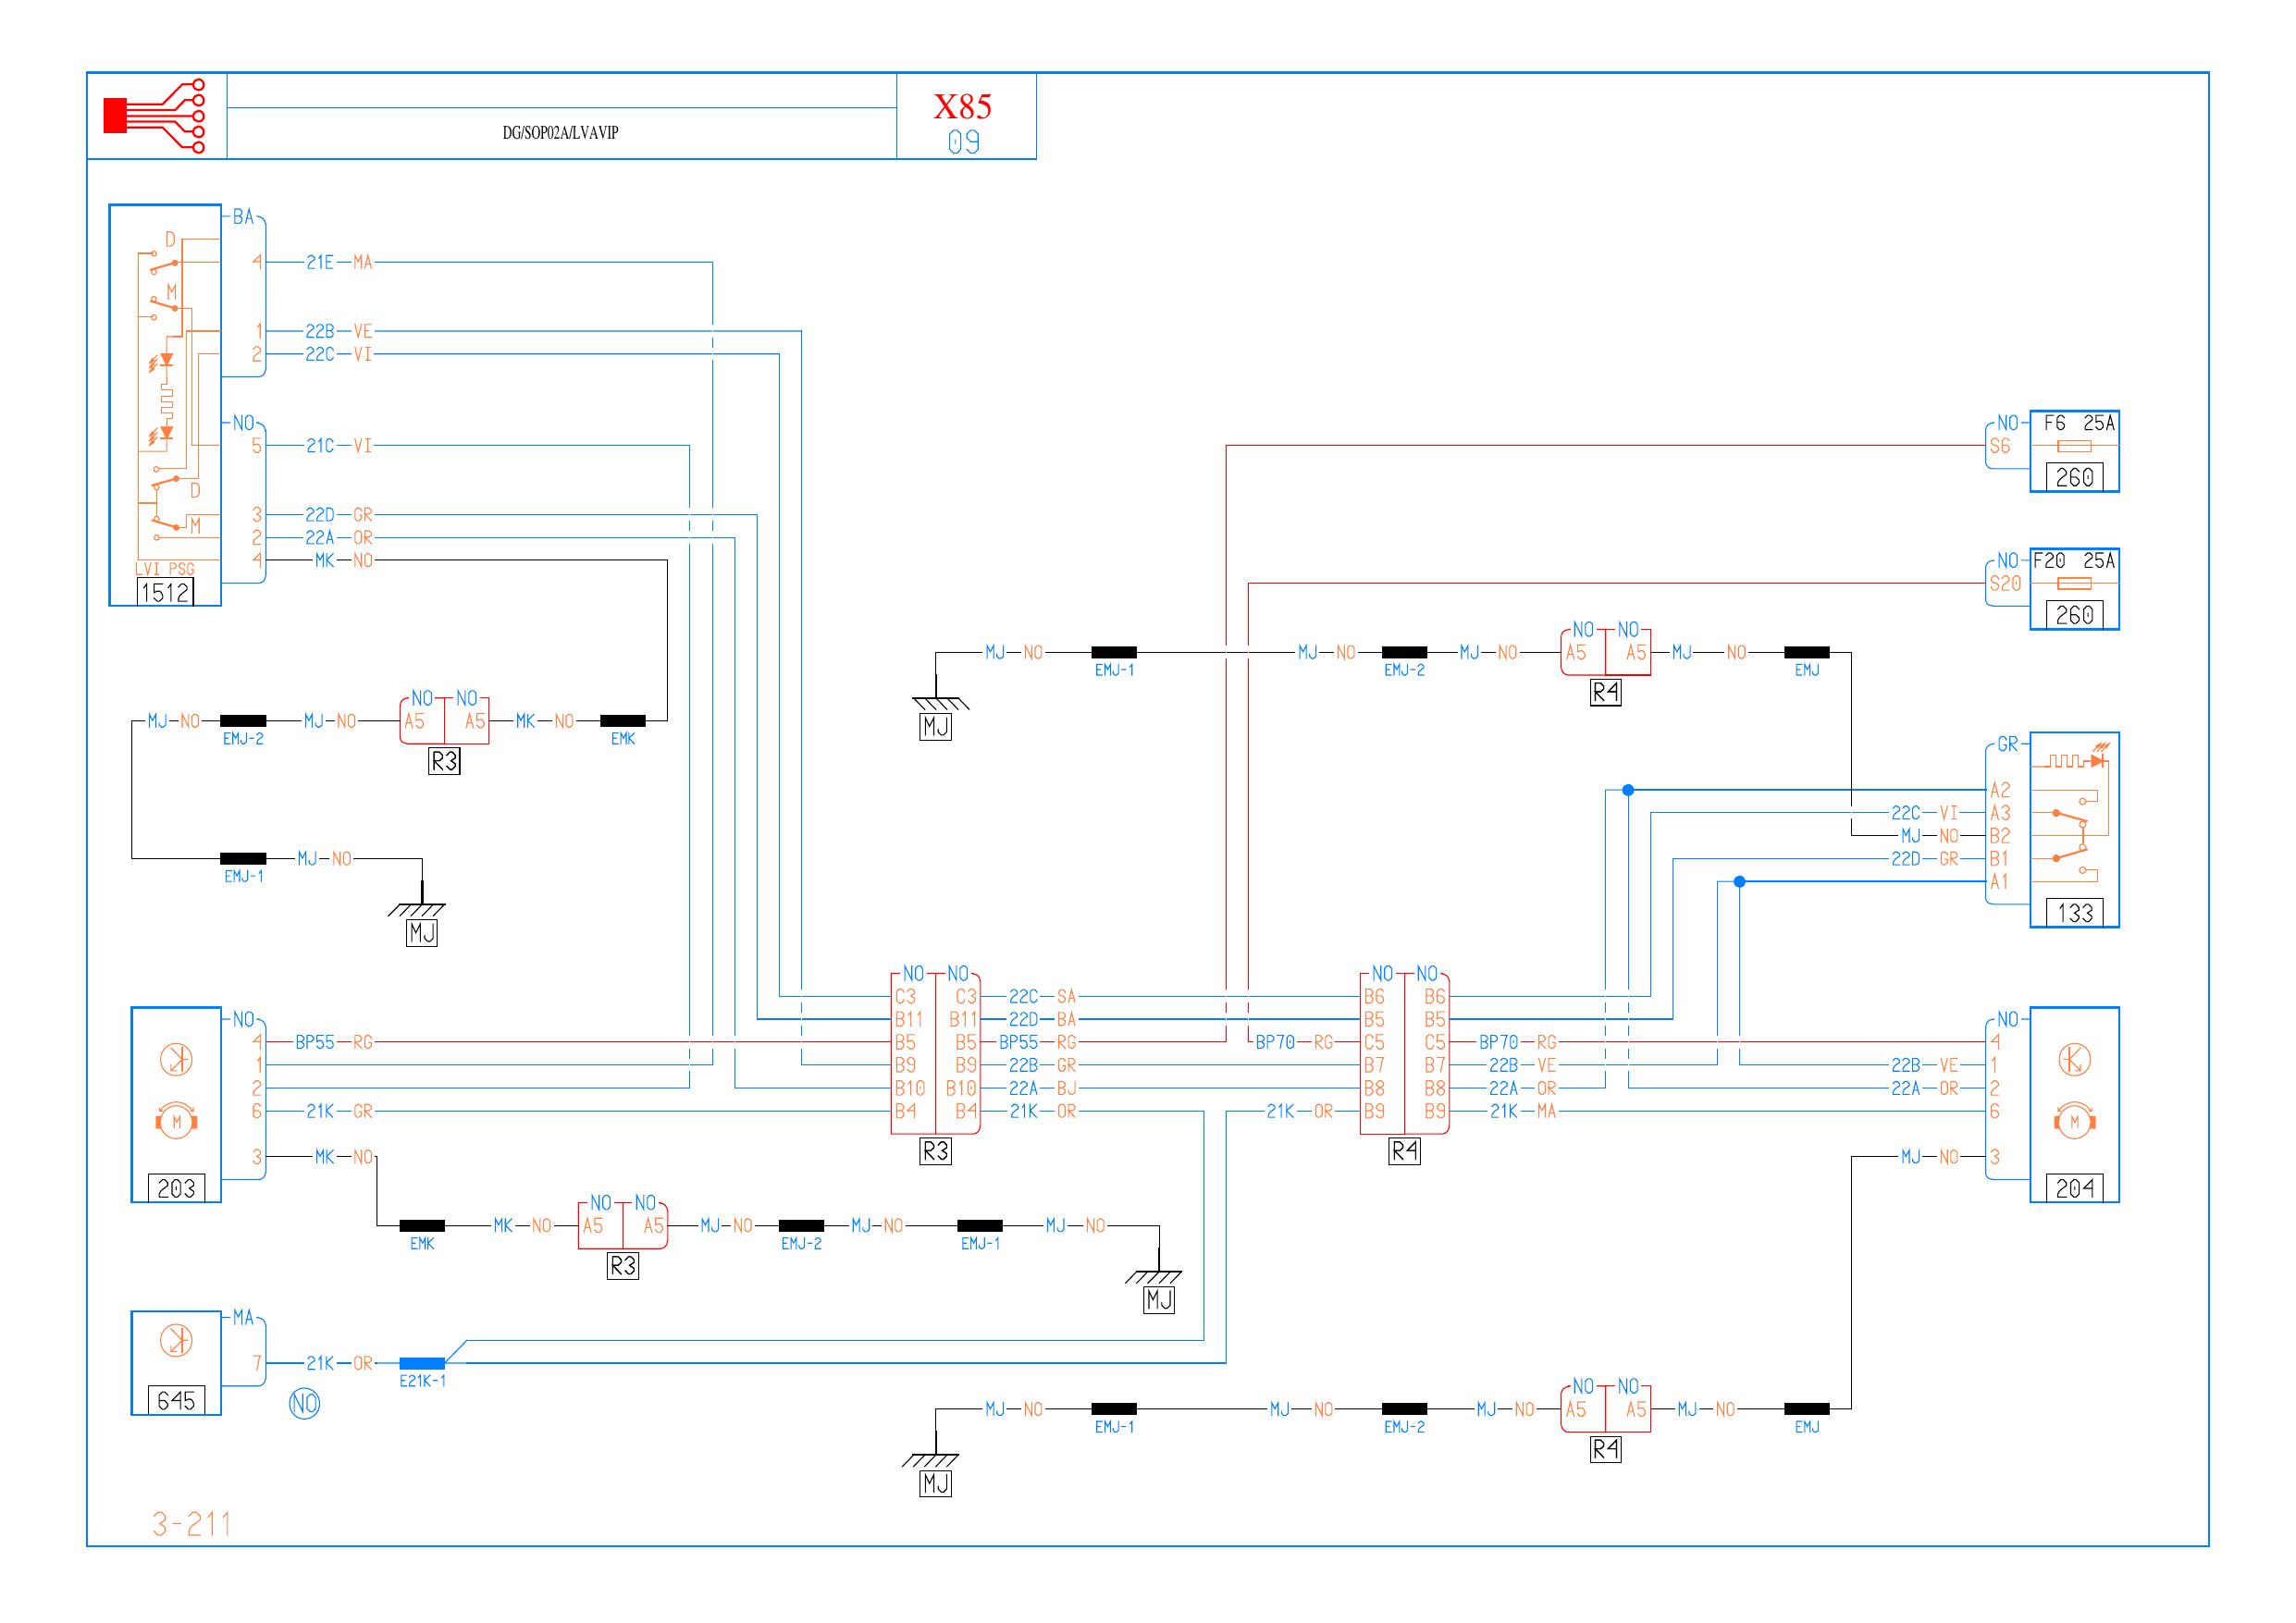 DG/SOP02A/LVAVIP
X85
09
BA
D
4 21E MA
M
1 22B VE
2 22C VI
NO
5 21C VI
D
3 22D GR
M
2 22A OR
4 MK NO
LVI PSG
1512
NO F6 25A
S6
260
NO F20 25A
S20
260
MJ NO EMJ-1 MJ NO EMJ-2 MJ NO
NO NO
A5 A5
R4
MJ NO EMJ
MJ
MJ NO EMJ-2 MJ NO
NO NO
A5 A5
R3
MK NO EMK
EMJ-1 MJ NO
MJ
GR
A2
22C VI A3
MJ NO B2
22D GR B1
A1
133
NO
4 BP55 RG
1
2
6 21K GR
3 MK NO
203
NO NO
C3 C3 22C SA
B11 B11 22D BA
B5 B5 BP55 RG
B9 B9 22B GR
B10 B10 22A BJ
B4 B4 21K OR
R3
NO NO
B6 B6
B5 B5
BP70 RG C5 C5 BP70 RG
B7 B7 22B VE
B8 B8 22A OR
21K OR B9 B9 21K MA
R4
NO
4
22B VE 1
22A OR 2
6
MJ NO 3
204
EMK MK NO
NO NO
A5 A5
R3
MJ NO EMJ-2 MJ NO EMJ-1 MJ NO
MJ
MA
7 21K OR
E21K-1
NO
645
MJ NO EMJ-1 MJ NO EMJ-2 MJ NO
NO NO
A5 A5
R4
MJ NO EMJ
MJ
M
M
3-211